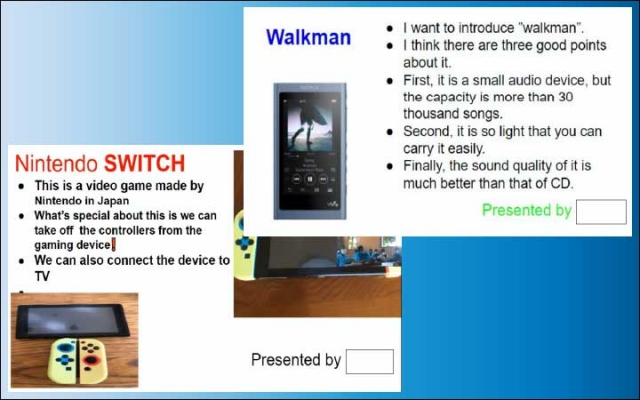 Walkman
● I want to introduce "walkman".
● I think there are three good points
about it.
● First, it is a small audio device, but
the capacity is more than 30
thousand songs.
● Second, it is so light that you can
carry it easily.
● Finally, the sound quality of it is
much better than that of CD.
Presented by
SONY
Nintendo SWITCH
● This is a video game made by
Nintendo in Japan
● What's special about this is we can
take off the controllers from the
gaming device!
● We can also connect the device to
TV
Presented by